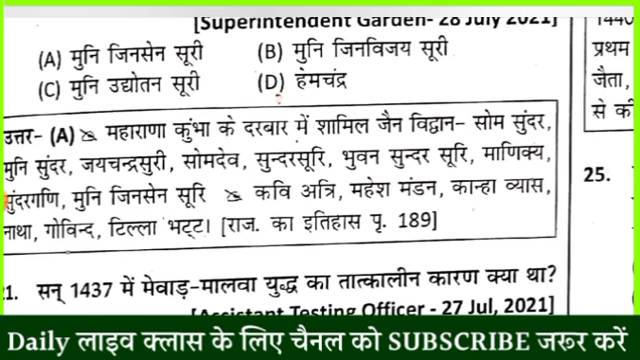 [Superintendent Garden- 28 July 2021]
(A) मुनि जिनसेन सूरी (B) मुनि जिनविजय सूरी
(C) मुनि उद्योतन सूरी (D) हेमचंद्र
उत्तर- (A) महाराणा कुंभा के दरबार में शामिल जैन विद्वान- सोम सुंदर,
मुनि सुंदर, जयचन्द्रसुरी, सोमदेव, सुन्दरसूरि, भुवन सुन्दर सूरि, माणिक्य,
सुंदरगणि, मुनि जिनसेन सूरि कवि अत्रि, महेश मंडन, कान्हा व्यास,
नाथा, गोविन्द, टिल्ला भट्ट। [राज. का इतिहास पृ. 189]
21. सन् 1437 में मेवाड़-मालवा युद्ध का तात्कालीन कारण क्या था?
[Assistant Testing Officer - 27 Jul, 2021]
1440
प्रथम
जेता,
से की
25.
Daily लाइव क्लास के लिए चैनल को SUBSCRIBE जरूर करें